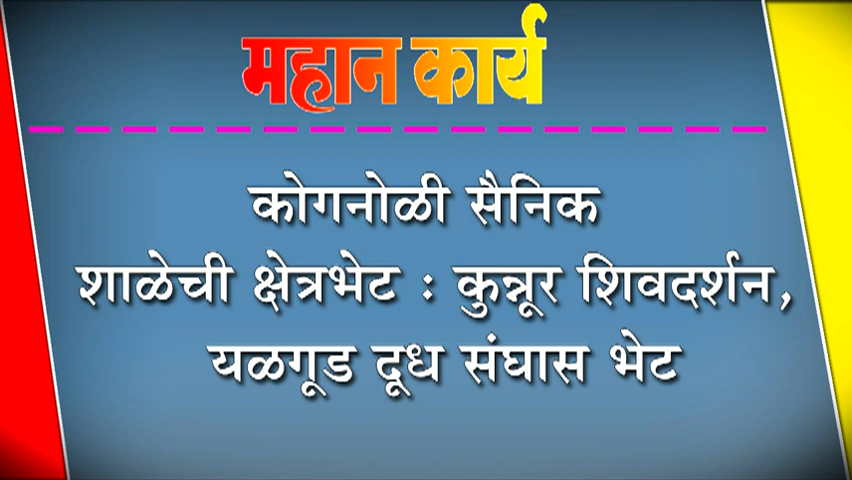 महान कार्य
कोगनोळी सैनिक
शाळेची क्षेत्रभेट : कुन्नूर शिवदर्शन,
यळगूड दूध संघास भेट